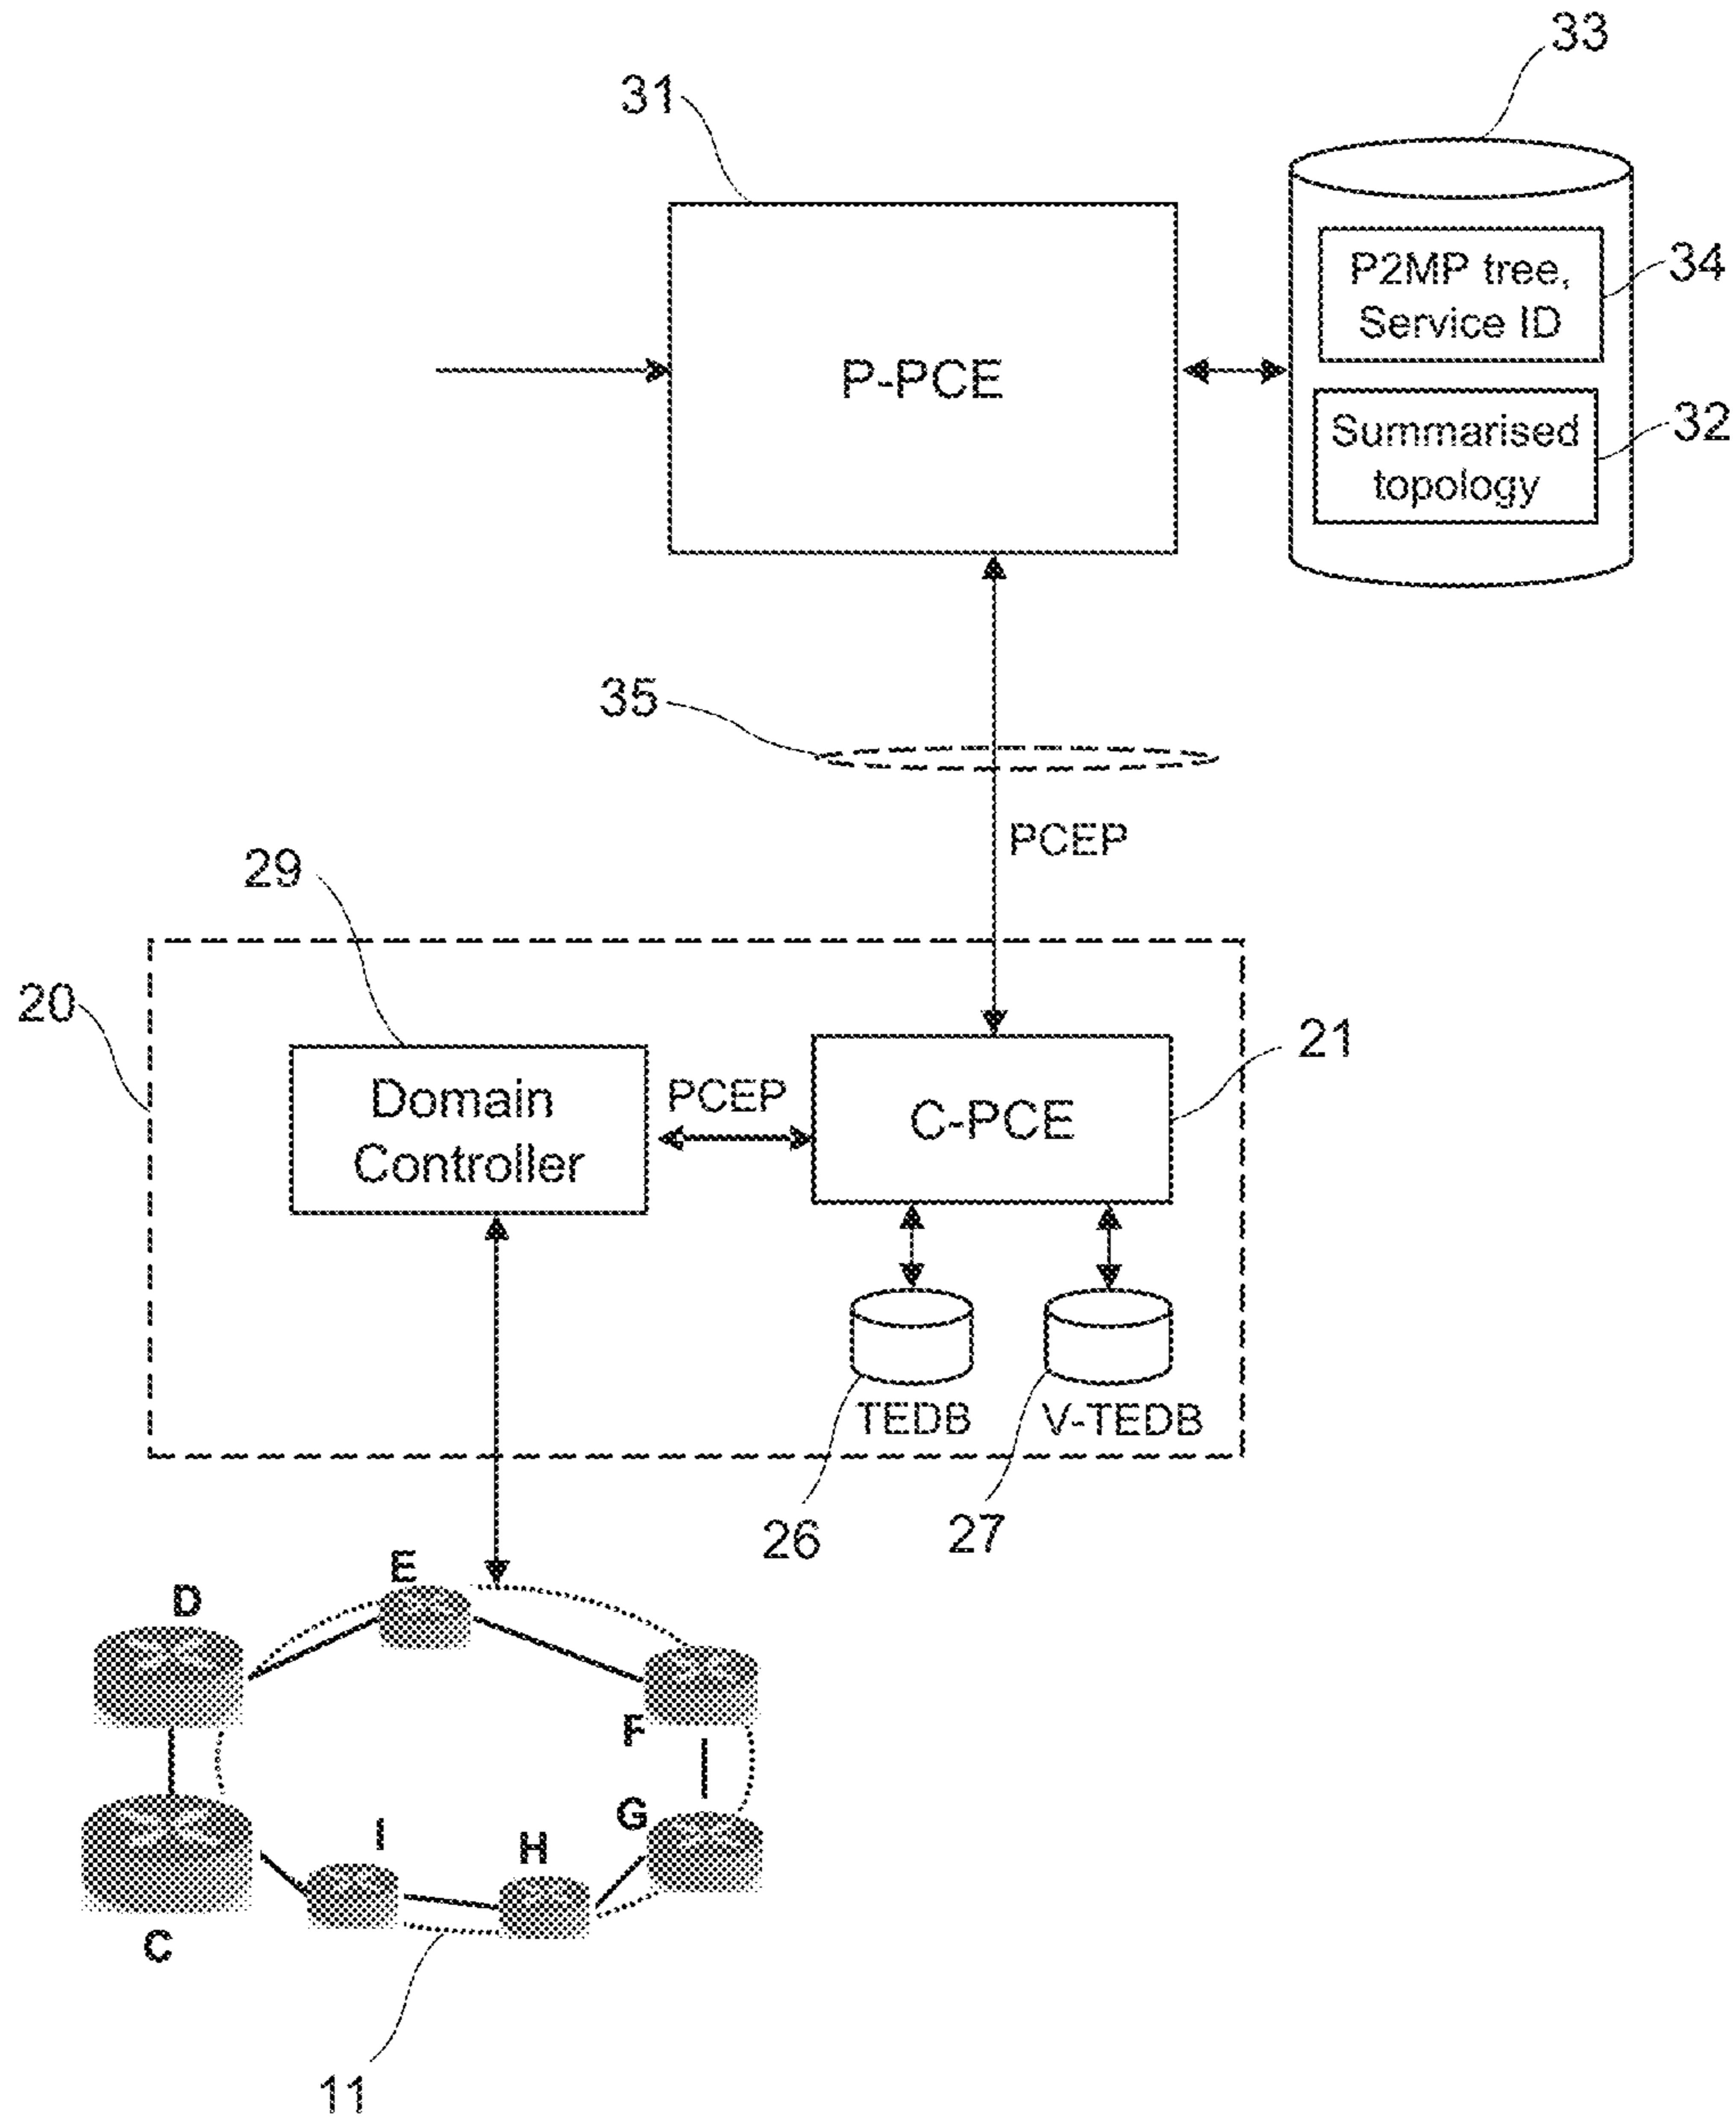 33
31
P2MP tree,
Service ID
34
P-PCE
Summarised
topology
32
35
PCEP
29
20
21
Domain
Controller
PCEP
C-PCE
TEDB
V-TEDB
26
27
E
D
F
G
I
H
C
11